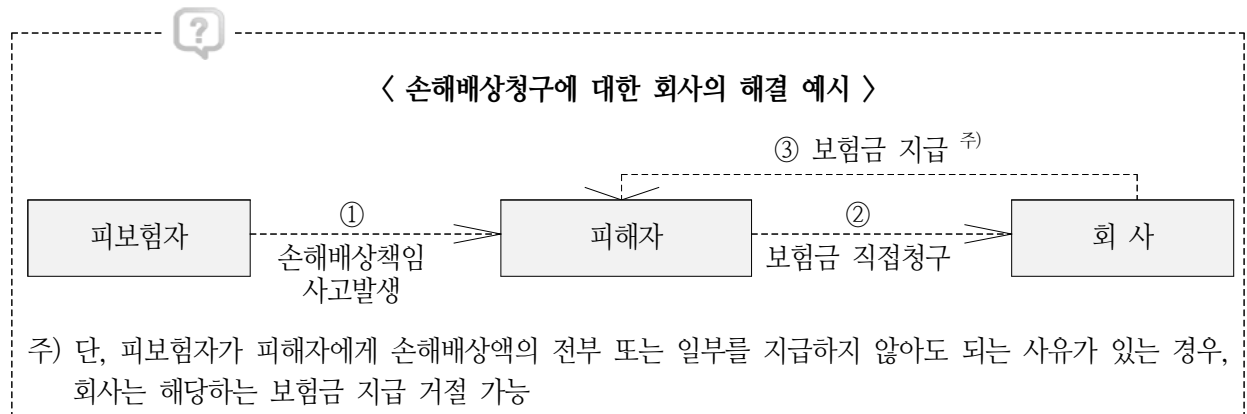 ?
〈 손해배상청구에 대한 회사의 해결 예시 〉
③ 보험금 지급 주)
피보험자
①
손해배상책임
사고발생
피해자
②
보험금 직접청구
회 사
주) 단, 피보험자가 피해자에게 손해배상액의 전부 또는 일부를 지급하지 않아도 되는 사유가 있는 경우,
회사는 해당하는 보험금 지급 거절 가능